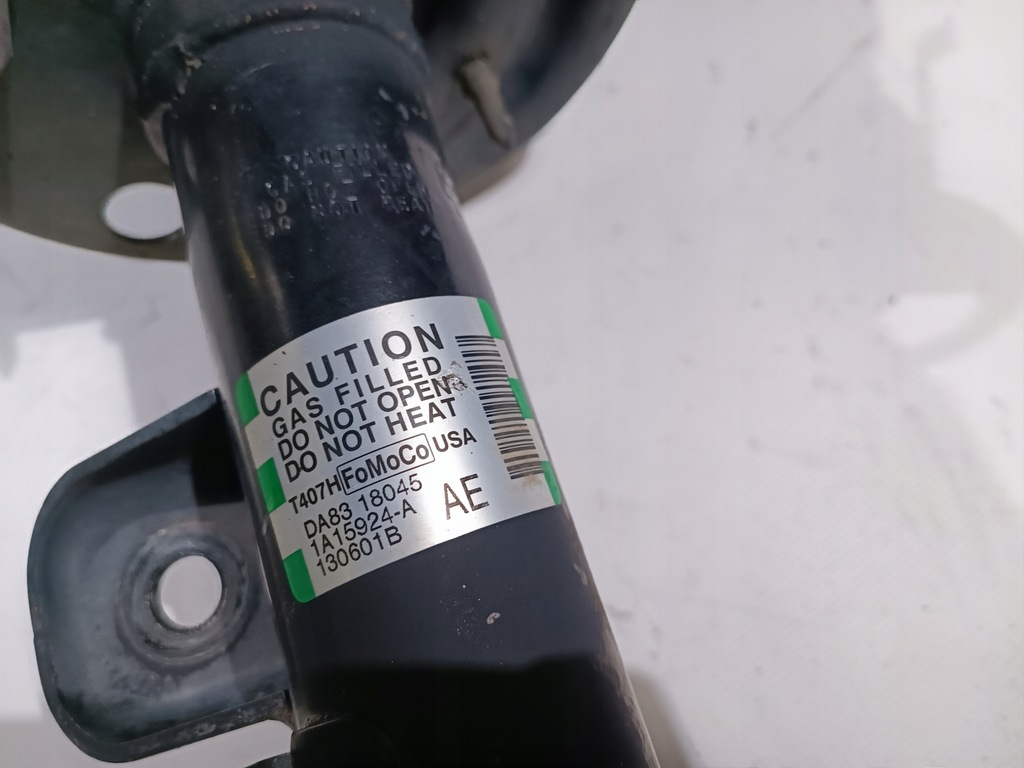 CAUTION
GAS FILLED
DO NOT OPEN
DO NOT HEAT
T407H FoMoCo USA
DA83 18045
AE
1A15924-A
130601B